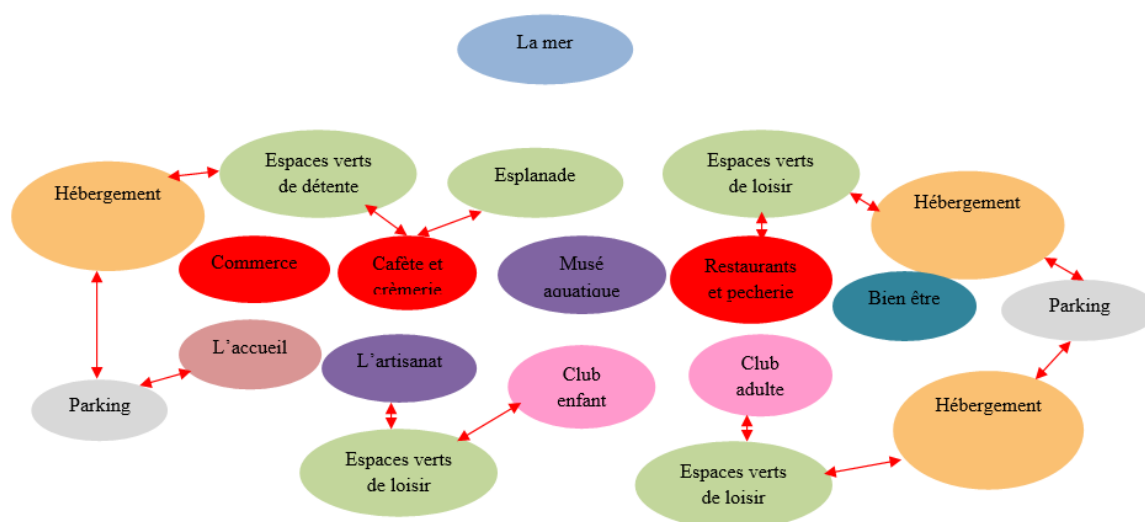 La mer
Espaces verts
de détente
Esplanade
Espaces verts
de loisir
Hébergement
Hébergement
Commerce
Cafète et
crèmerie
Musé
aquatique
Restaurants
et pecherie
Bien être
Parking
L'accueil
L'artisanat
Club
enfant
Club
adulte
Parking
Hébergement
Espaces verts
de loisir
Espaces verts
de loisir